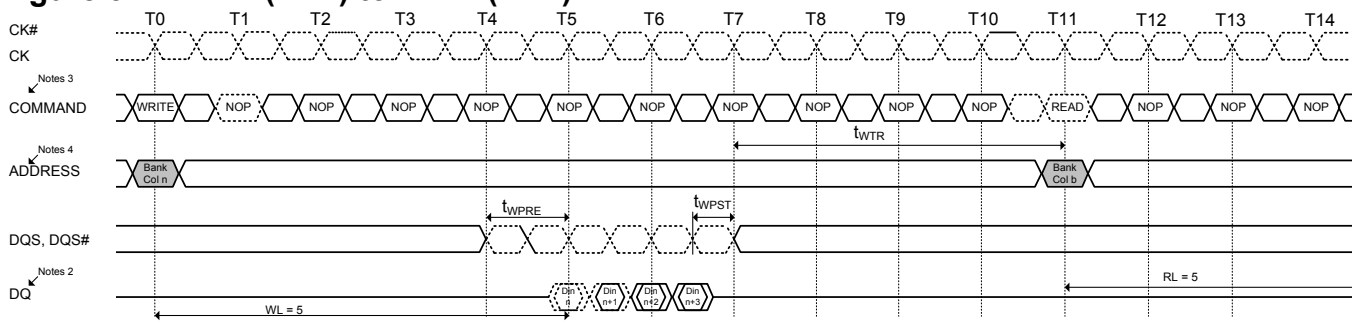 T0 T1 T2 T3 T4 T5 T6 T7 T8 T9 T10 T11 T12 T13 T14
CK#
CK
Notes 3
COMMAND WRITE NOP NOP NOP NOP NOP NOP NOP NOP NOP NOP READ NOP NOP NOP
tWTR
Notes 4
ADDRESS
Bank Col n
Bank Col b
tWPRE
tWPST
DQS, DQS#
Notes 2
DQ
Din n
Din n+1
Din n+2
Din n+3
RL = 5
WL = 5